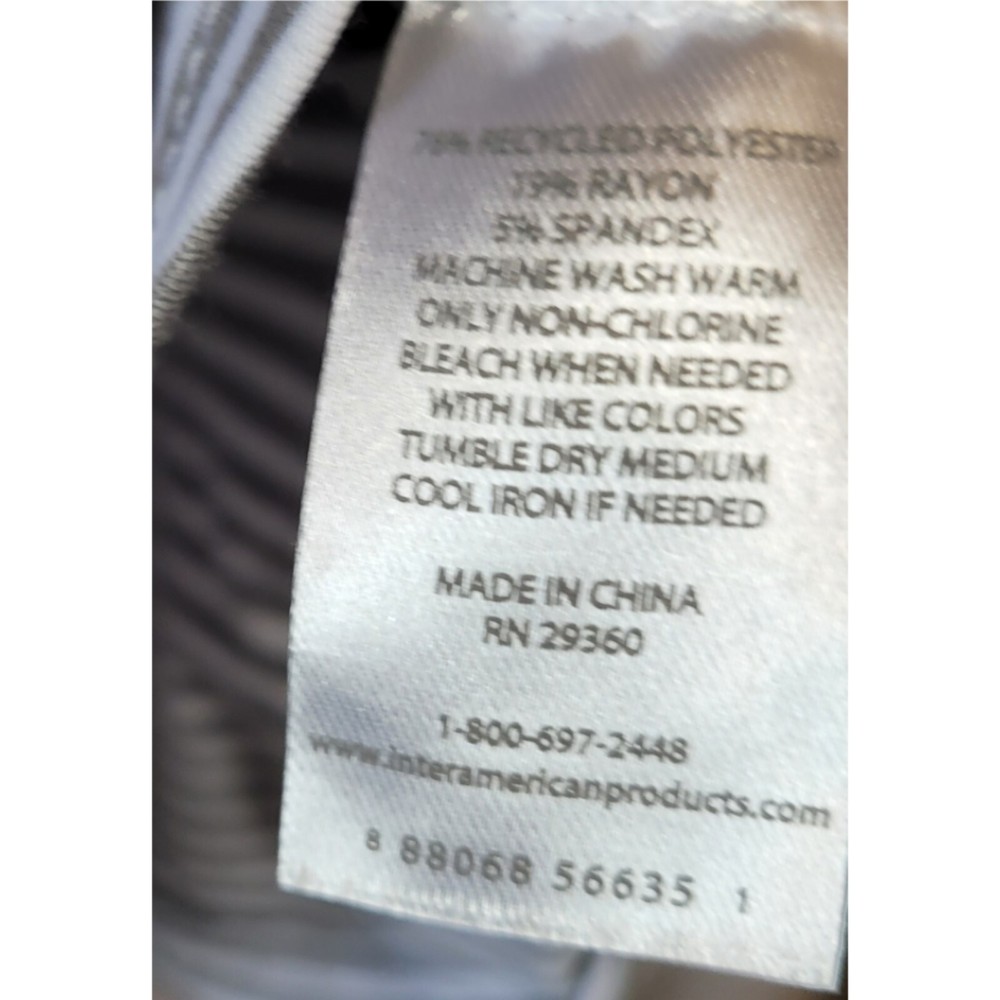 76% RECYCLED POLYESTER
19% RAYON
5% SPANDEX
MACHINE WASH WARM
ONLY NON-CHLORINE
BLEACH WHEN NEEDED
WITH LIKE COLORS
TUMBLE DRY MEDIUM
COOL IRON IF NEEDED
MADE IN CHINA
RN 29360
1-800-697-2448
www.interamericanproducts.com
8 88068 56635 1